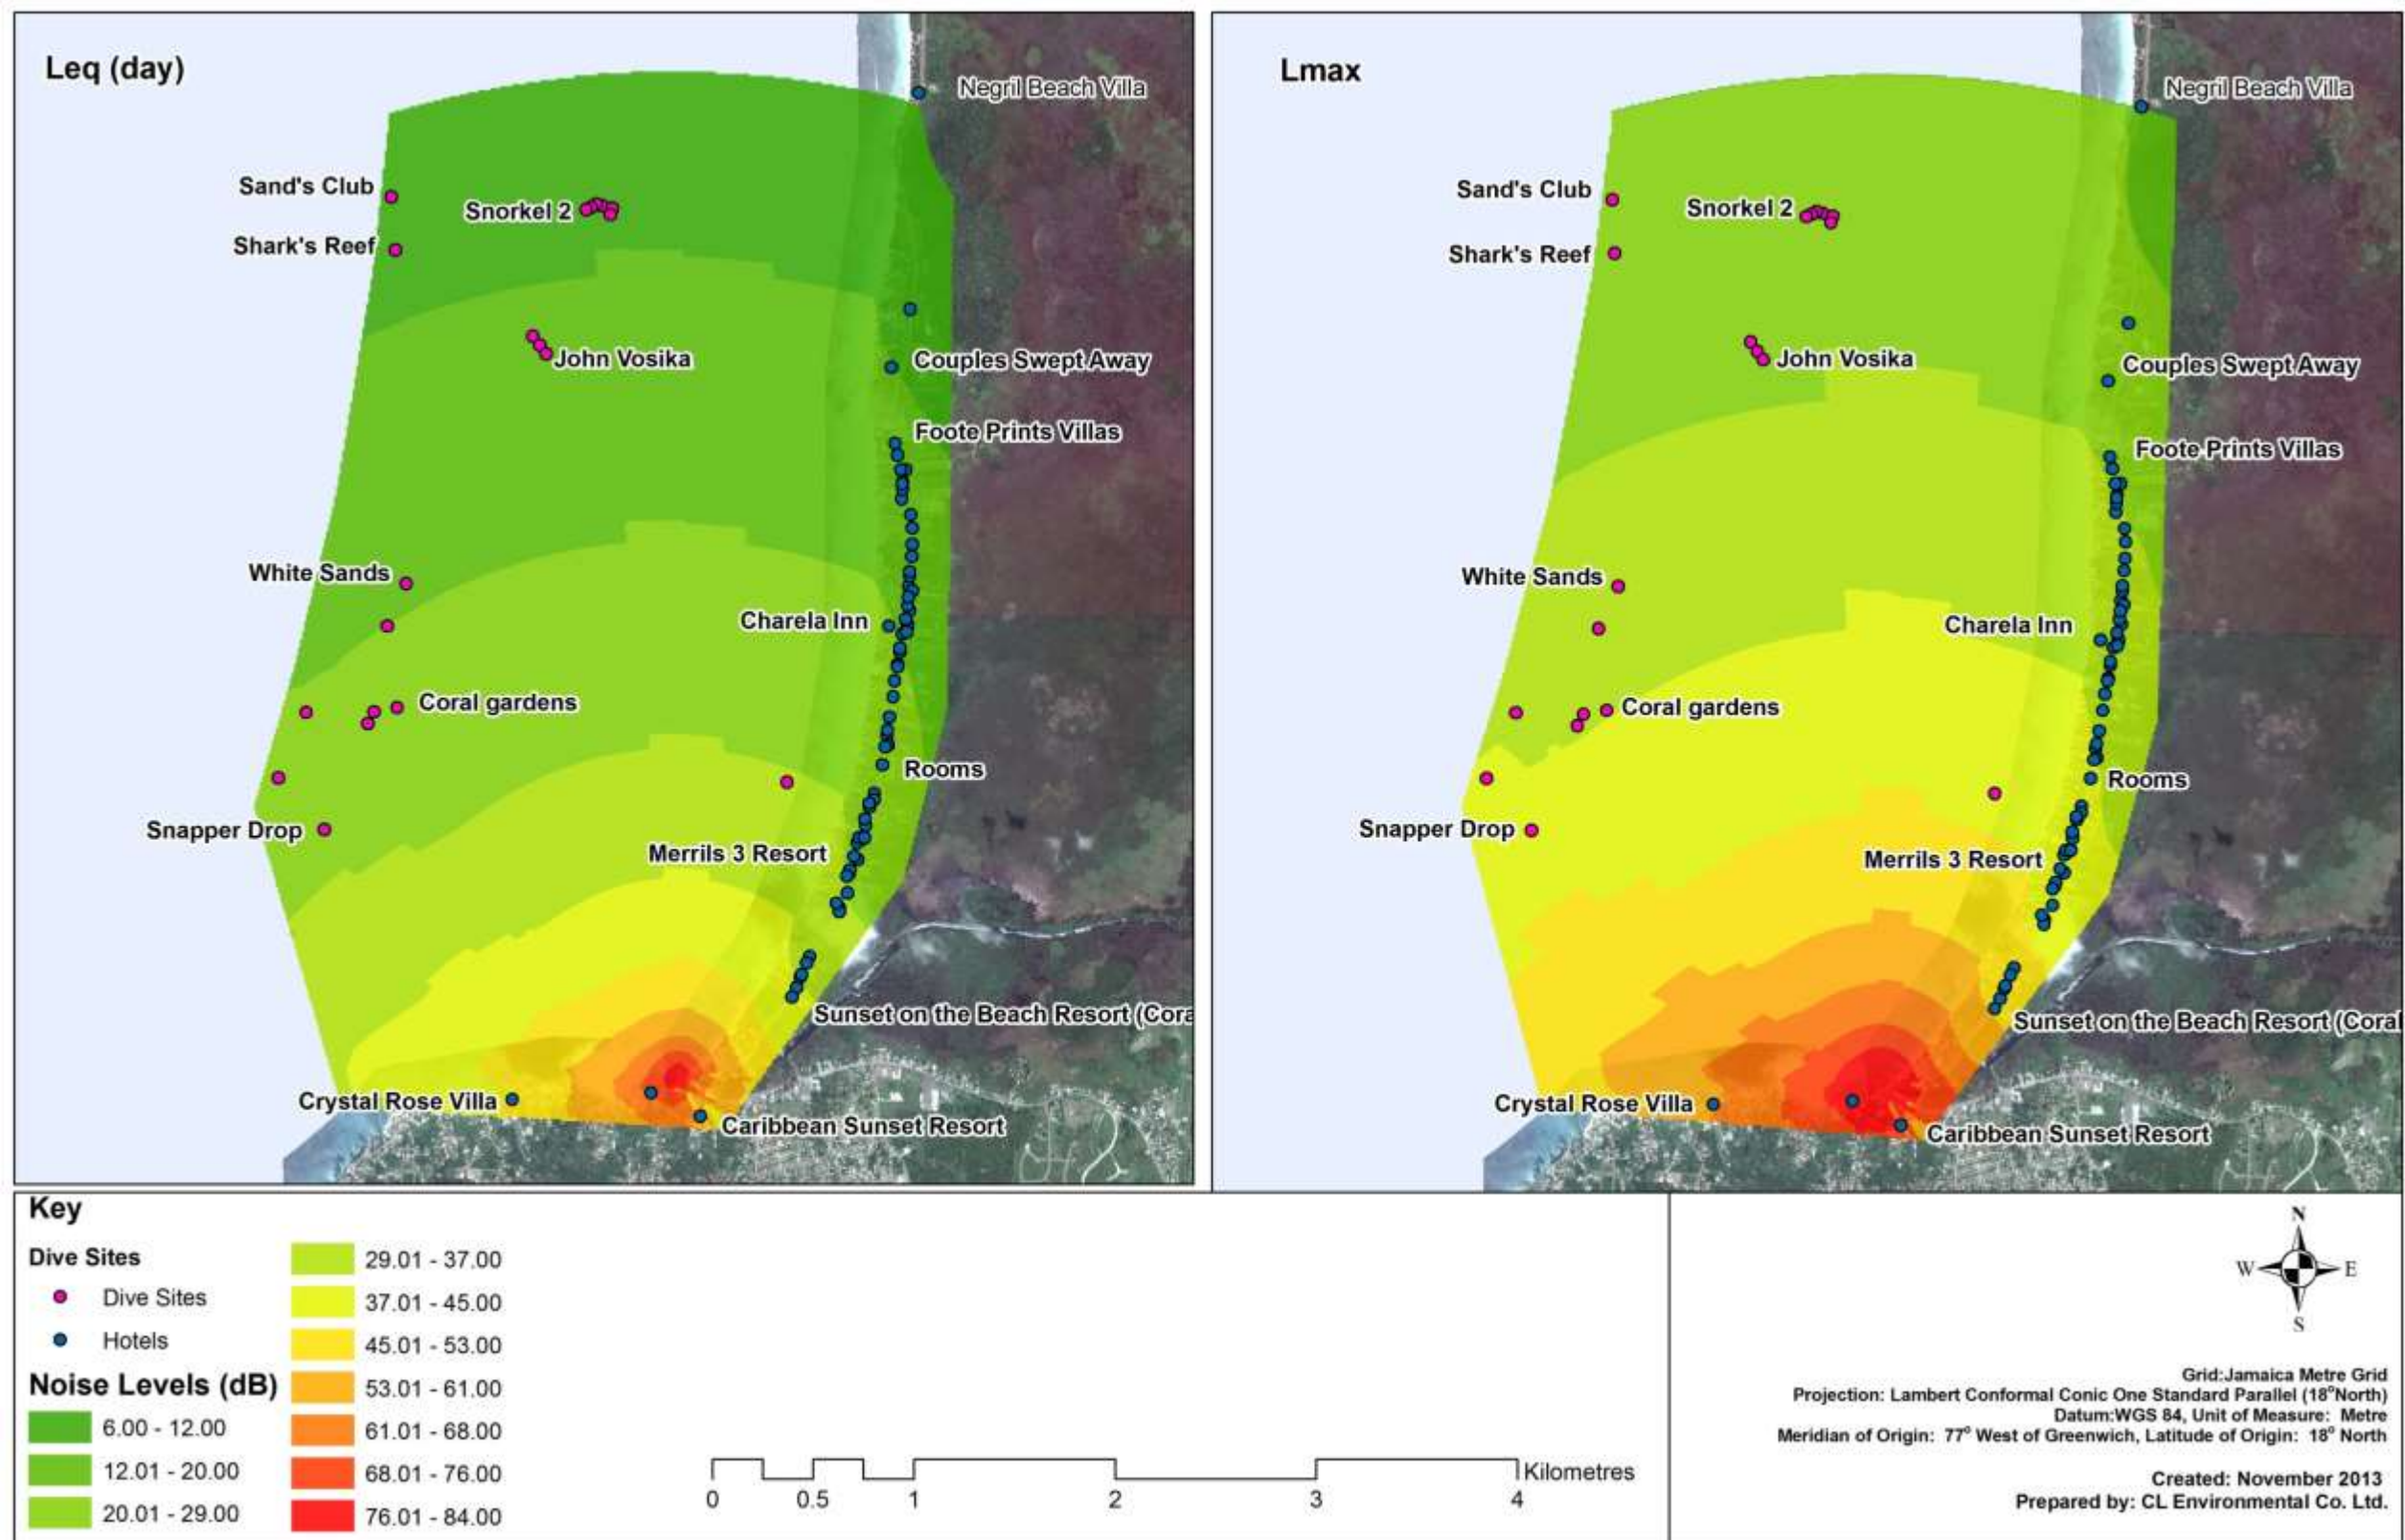 Leq (day)
Negril Beach Villa
Sand's Club
Snorkel 2
Shark's Reef
John Vosika
Couples Swept Away
Foote Prints Villas
White Sands
Charela Inn
Coral gardens
Rooms
Snapper Drop
Merrils 3 Resort
Sunset on the Beach Resort (Cora
Crystal Rose Villa
Caribbean Sunset Resort
Lmax
Negril Beach Villa
Sand's Club
Snorkel 2
Shark's Reef
John Vosika
Couples Swept Away
Foote Prints Villas
White Sands
Charela Inn
Coral gardens
Rooms
Snapper Drop
Merrils 3 Resort
Sunset on the Beach Resort (Coral
Crystal Rose Villa
Caribbean Sunset Resort
Key
Dive Sites
Dive Sites
Hotels
Noise Levels (dB)
6.00 - 12.00
12.01 - 20.00
20.01 - 29.00
29.01 - 37.00
37.01 - 45.00
45.01 - 53.00
53.01 - 61.00
61.01 - 68.00
68.01 - 76.00
76.01 - 84.00
Kilometres
0 0.5 1 2 3 4
N
W E
S
Grid:Jamaica Metre Grid
Projection: Lambert Conformal Conic One Standard Parallel (18°North)
Datum:WGS 84, Unit of Measure: Metre
Meridian of Origin: 77° West of Greenwich, Latitude of Origin: 18° North
Created: November 2013
Prepared by: CL Environmental Co. Ltd.